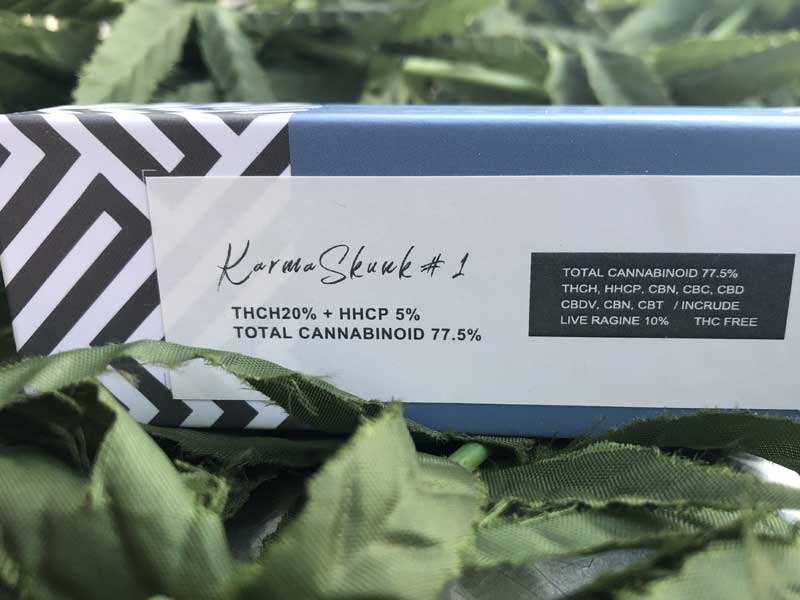 KarmaSkunk #1
THCH20% + HHCP 5%
TOTAL CANNABINOID 77.5%
TOTAL CANNABINOID 77.5%
THCH, HHCP, CBN, CBC, CBD
CBDV, CBN, CBT / INCRUDE
LIVE RAGINE 10% THC FREE